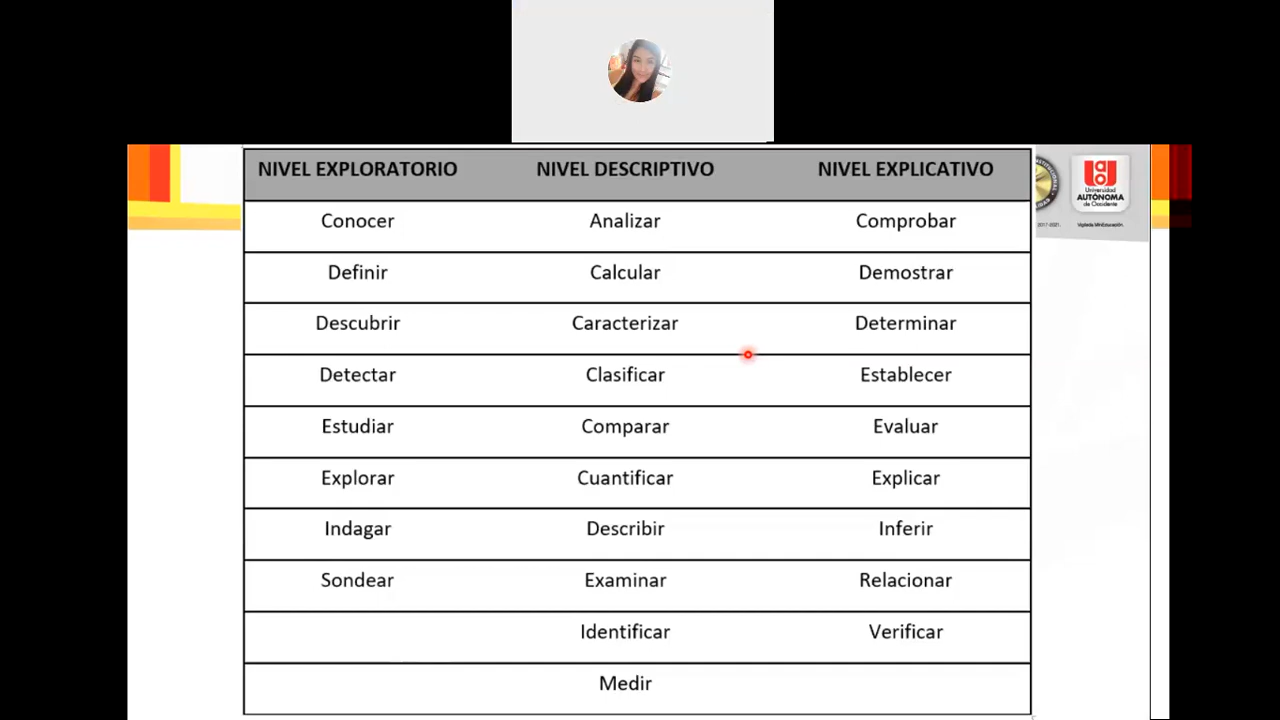 NIVEL EXPLORATORIO NIVEL DESCRIPTIVO NIVEL EXPLICATIVO
Conocer Analizar Comprobar
Definir Calcular Demostrar
Descubrir Caracterizar Determinar
Detectar Clasificar Establecer
Estudiar Comparar Evaluar
Explorar Cuantificar Explicar
Indagar Describir Inferir
Sondear Examinar Relacionar
Identificar Verificar
Medir
Universidad
AUTÓNOMA
de Occidente